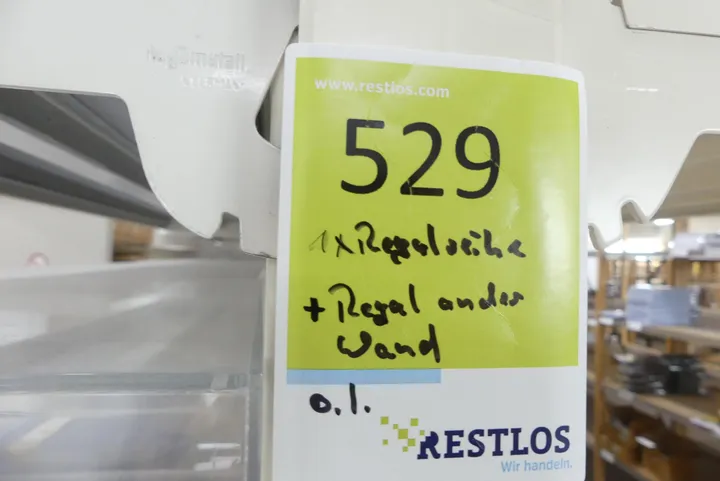 www.restlos.com
529
1x Regalreihe
+ Regal an der
Wand
o.l.
RESTLOS
Wir handeln.